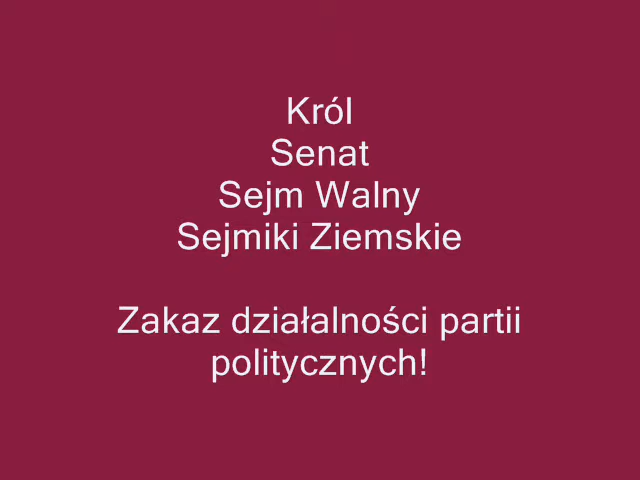 Król
Senat
Sejm Walny
Sejmiki Ziemskie
Zakaz działalności partii
politycznych!